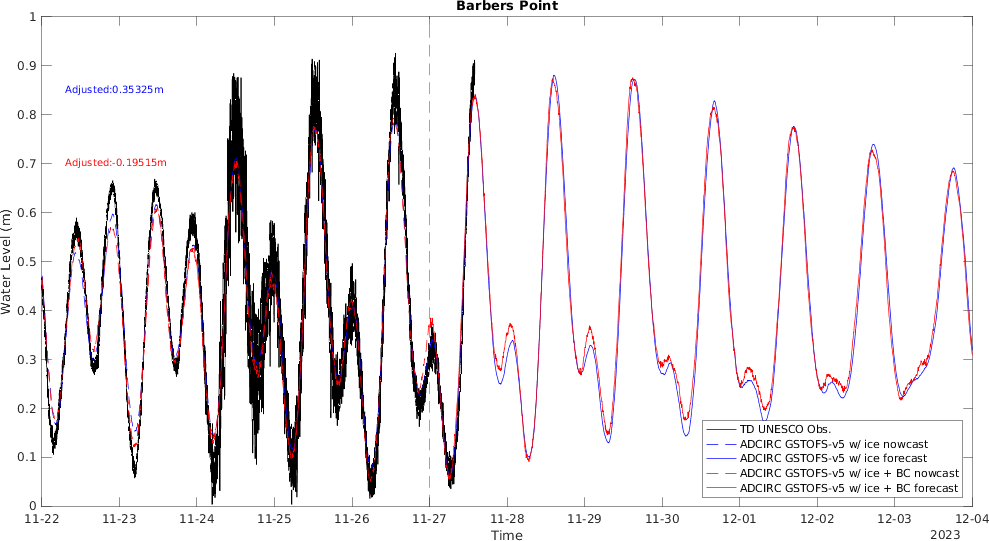 Barbers Point
1
0.9
0.8
0.7
0.6
0.5
0.4
0.3
0.2
0.1
0
Water Level (m)
Adjusted:0.35325m
Adjusted:-0.19515m
TD UNESCO Obs.
ADCIRC GSTOFS-v5 w/ ice nowcast
ADCIRC GSTOFS-v5 w/ ice forecast
ADCIRC GSTOFS-v5 w/ ice + BC nowcast
ADCIRC GSTOFS-v5 w/ ice + BC forecast
11-22 11-23 11-24 11-25 11-26 11-27 11-28 11-29 11-30 12-01 12-02 12-03 12-04
Time
2023